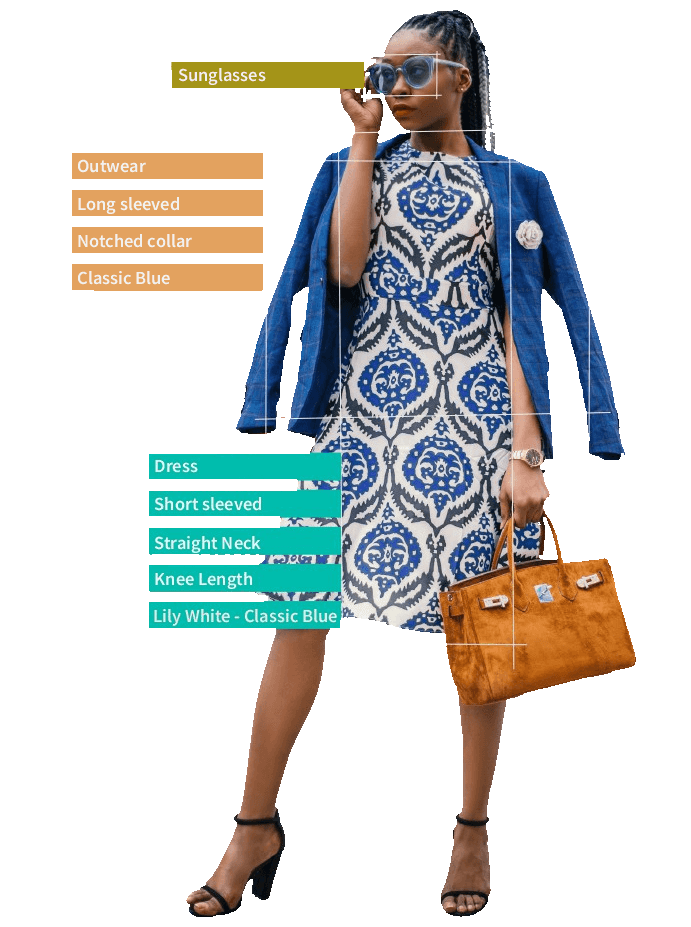 Sunglasses
Outwear
Long sleeved
Notched collar
Classic Blue
Dress
Short sleeved
Straight Neck
Knee Length
Lily White - Classic Blue